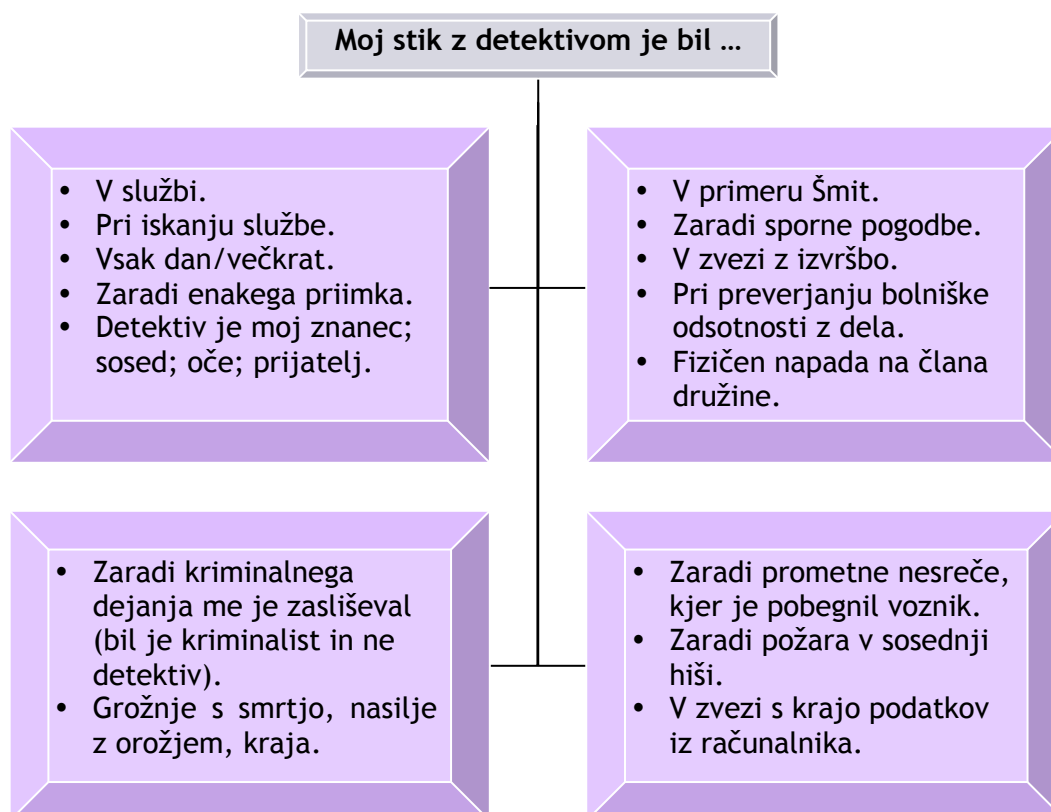 Moj stik z detektivom je bil …
• V službi.
• Pri iskanju službe.
• Vsak dan/večkrat.
• Zaradi enakega priimka.
• Detektiv je moj znanec;
sosed; oče; prijatelj.
• V primeru Šmit.
• Zaradi sporne pogodbe.
• V zvezi z izvršbo.
• Pri preverjanju bolniške
odsotnosti z dela.
• Fizičen napada na člana
družine.
• Zaradi kriminalnega
dejanja me je zasliševal
(bil je kriminalist in ne
detektiv).
• Grožnje s smrtjo, nasilje
z orožjem, kraja.
• Zaradi prometne nesreče,
kjer je pobegnil voznik.
• Zaradi požara v sosednji
hiši.
• V zvezi s krajo podatkov
iz računalnika.